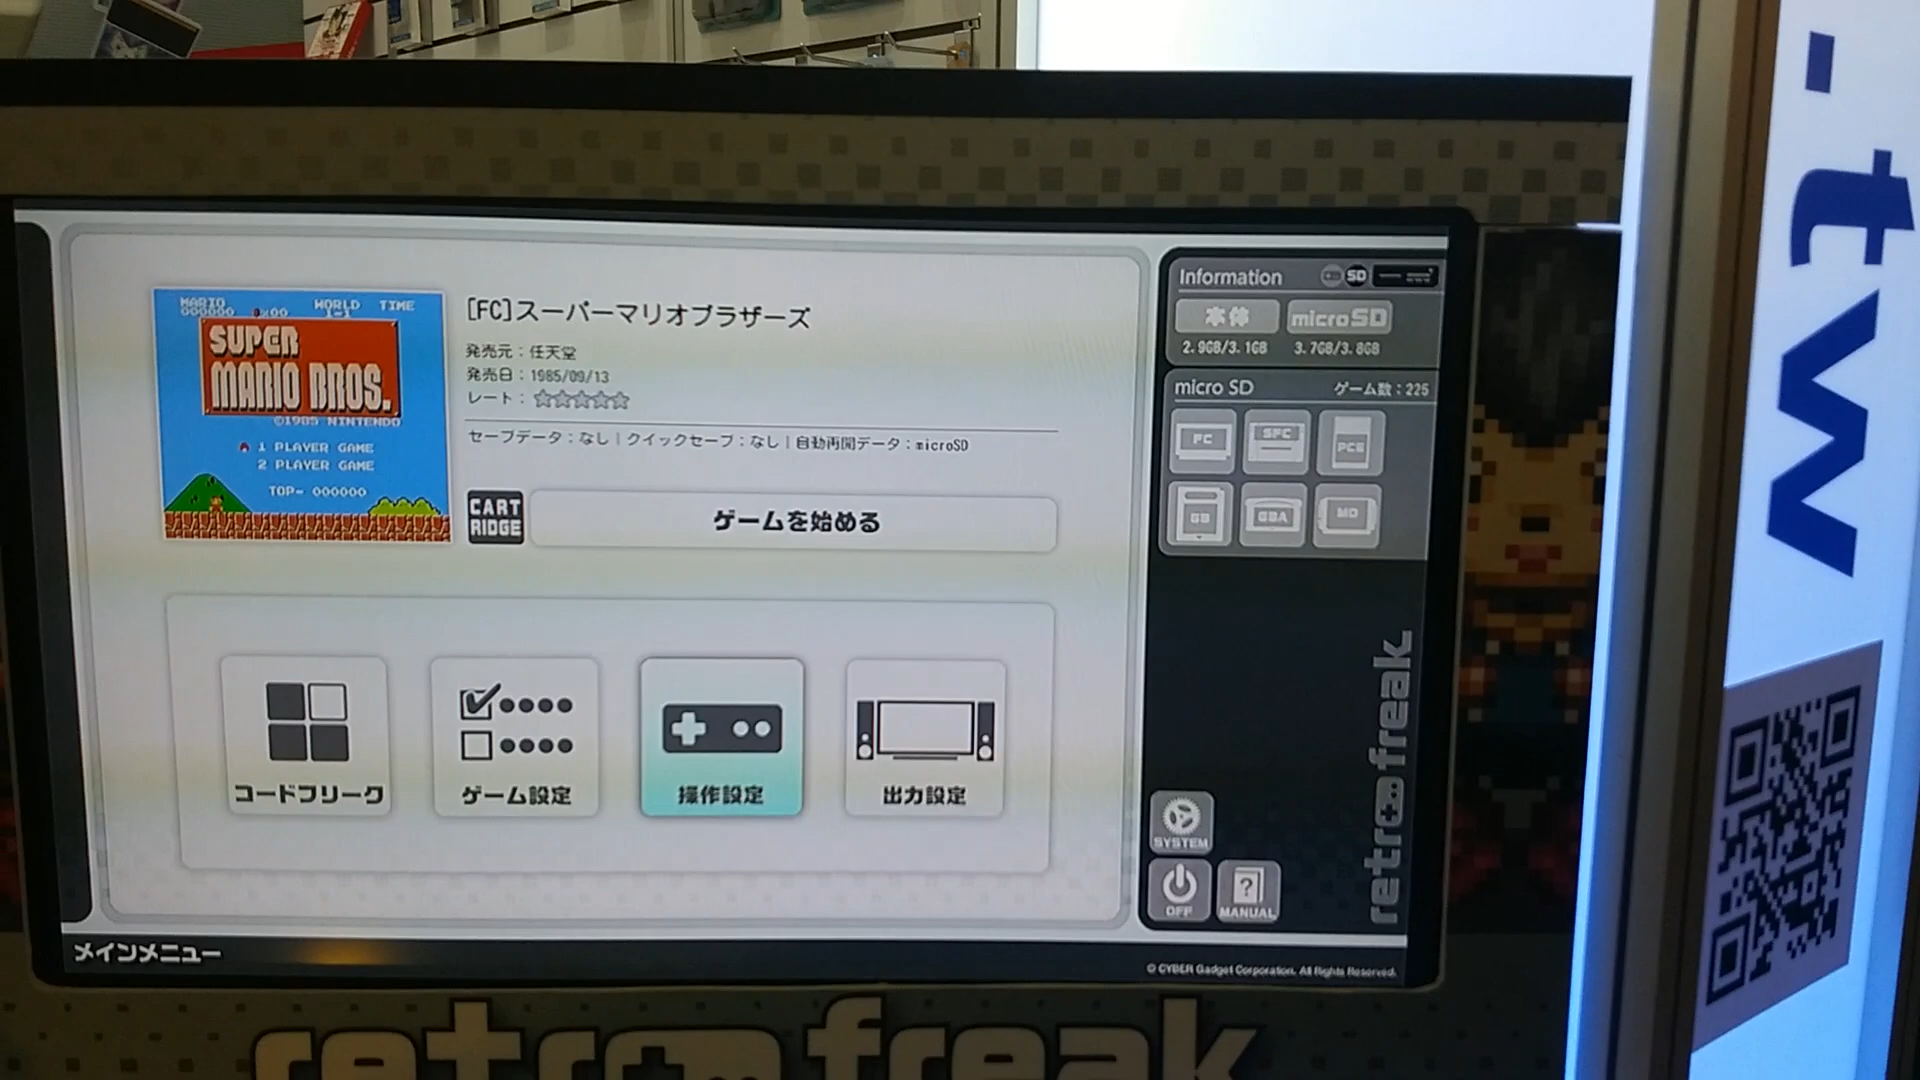 MARIO WORLD TIME
000000 x00 1-1
SUPER
MARIO BROS.
©1985 NINTENDO
1 PLAYER GAME
2 PLAYER GAME
TOP- 000000
[FC]スーパーマリオブラザーズ
発売元：任天堂
発売日：1985/09/13
レート：☆☆☆☆☆
セーブデータ：なし | クイックセーブ：なし | 自動再開データ：microSD
CART
RIDGE
ゲームを始める
コードフリーク
ゲーム設定
操作設定
出力設定
Information SD
本体 microSD
2.9GB/3.1GB 3.7GB/3.8GB
micro SD ゲーム数：225
FC SFC PCE
GB GBA MD
SYSTEM
OFF MANUAL
retrofreak
メインメニュー
© CYBER Gadget Corporation. All Rights Reserved.
retrofreak
.tw